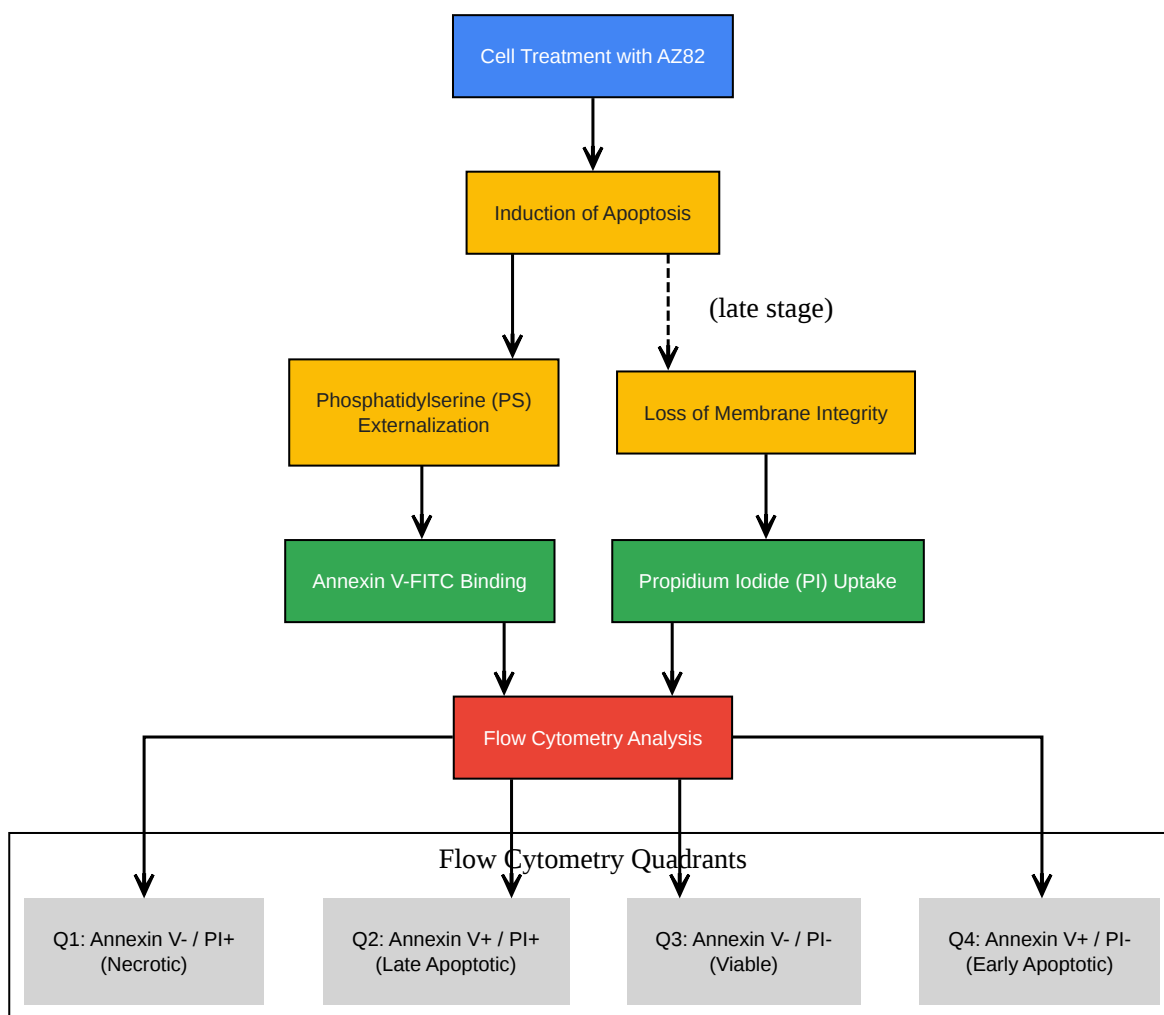 Cell Treatment with AZ82
Induction of Apoptosis
(late stage)
Phosphatidylserine (PS)
Externalization
Loss of Membrane Integrity
Annexin V-FITC Binding
Propidium Iodide (PI) Uptake
Flow Cytometry Analysis
Flow Cytometry Quadrants
Q1: Annexin V- / PI+
(Necrotic)
Q2: Annexin V+ / PI+
(Late Apoptotic)
Q3: Annexin V- / PI-
(Viable)
Q4: Annexin V+ / PI-
(Early Apoptotic)